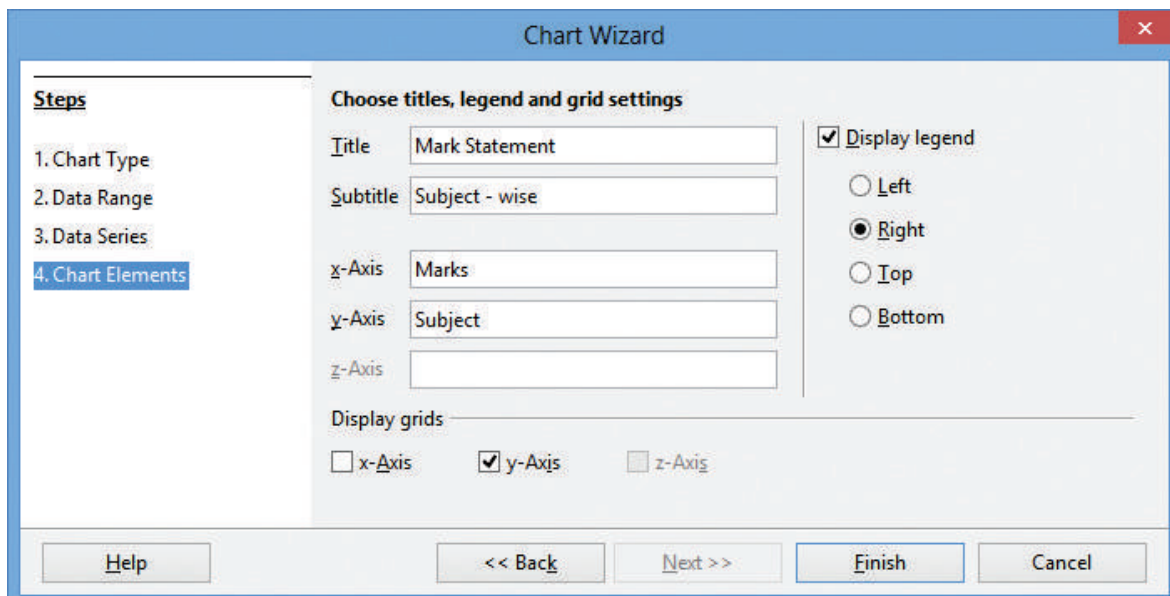 Chart Wizard
Steps
1. Chart Type
2. Data Range
3. Data Series
4. Chart Elements
Choose titles, legend and grid settings
Title Mark Statement
Subtitle Subject - wise
x-Axis Marks
y-Axis Subject
z-Axis
Display legend
Left
Right
Top
Bottom
Display grids
x-Axis y-Axis z-Axis
Help << Back Next >> Finish Cancel